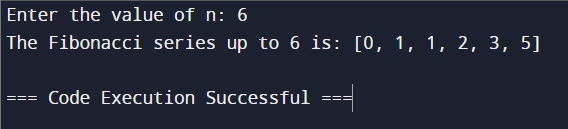 Enter the value of n: 6
The Fibonacci series up to 6 is: [0, 1, 1, 2, 3, 5]
=== Code Execution Successful ===